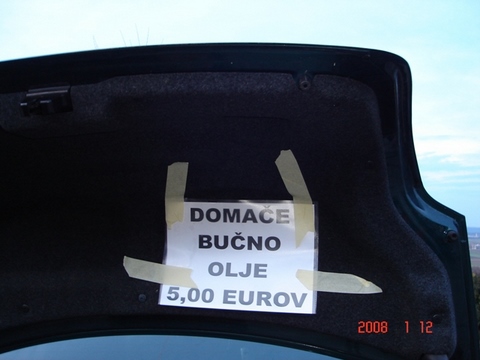 DOMAČE
BUČNO
OLJE
5,00 EUROV
2008 1 12